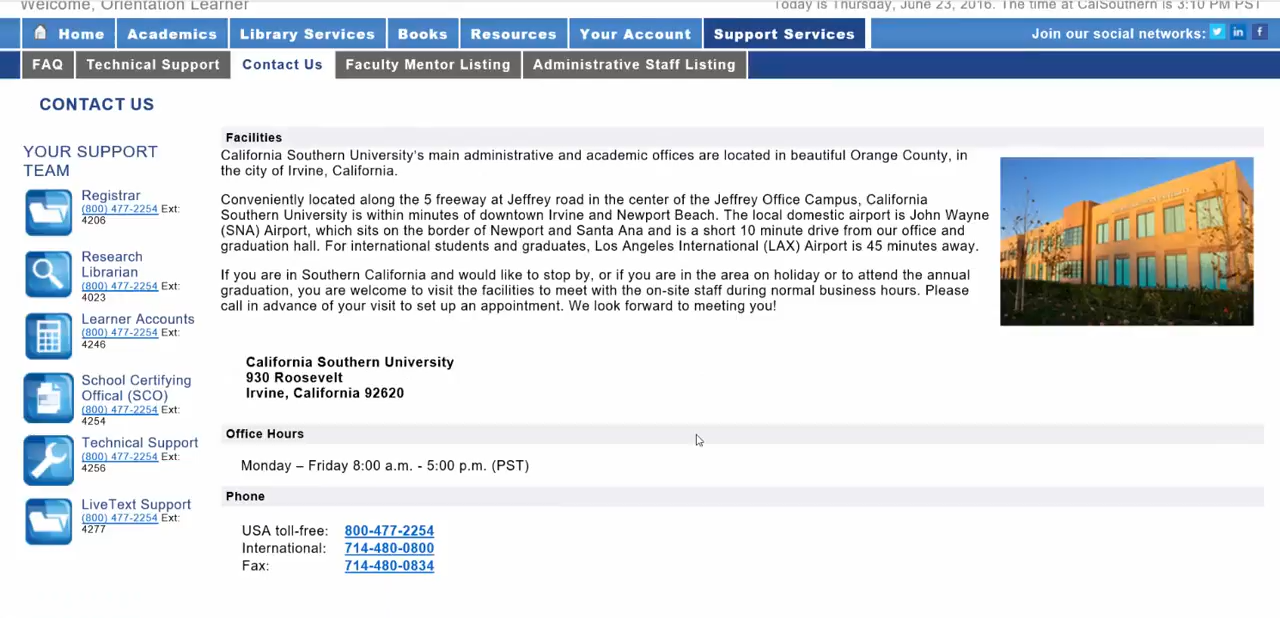 Welcome, Orientation Learner
Today is Thursday, June 23, 2016. The time at CalSouthern is 3:10 PM PST
Home Academics Library Services Books Resources Your Account Support Services
Join our social networks:
FAQ Technical Support Contact Us Faculty Mentor Listing Administrative Staff Listing
CONTACT US
YOUR SUPPORT
TEAM
Registrar
(800) 477-2254 Ext:
4206
Research
Librarian
(800) 477-2254 Ext:
4023
Learner Accounts
(800) 477-2254 Ext:
4246
School Certifying
Offical (SCO)
(800) 477-2254 Ext:
4254
Technical Support
(800) 477-2254 Ext:
4256
LiveText Support
(800) 477-2254 Ext:
4277
Facilities
California Southern University's main administrative and academic offices are located in beautiful Orange County, in
the city of Irvine, California.
Conveniently located along the 5 freeway at Jeffrey road in the center of the Jeffrey Office Campus, California
Southern University is within minutes of downtown Irvine and Newport Beach. The local domestic airport is John Wayne
(SNA) Airport, which sits on the border of Newport and Santa Ana and is a short 10 minute drive from our office and
graduation hall. For international students and graduates, Los Angeles International (LAX) Airport is 45 minutes away.
If you are in Southern California and would like to stop by, or if you are in the area on holiday or to attend the annual
graduation, you are welcome to visit the facilities to meet with the on-site staff during normal business hours. Please
call in advance of your visit to set up an appointment. We look forward to meeting you!
California Southern University
930 Roosevelt
Irvine, California 92620
Office Hours
Monday – Friday 8:00 a.m. - 5:00 p.m. (PST)
Phone
USA toll-free: 800-477-2254
International: 714-480-0800
Fax: 714-480-0834